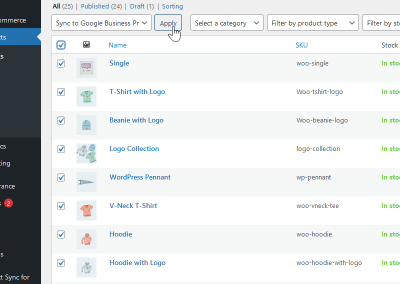 All (25) | Published (24) | Draft (1) | Sorting
Sync to Google Business Pr Apply Select a category Filter by product type Filter by sto
Name SKU Stock
Single woo-single In sto
T-Shirt with Logo Woo-tshirt-logo In sto
Beanie with Logo Woo-beanie-logo In sto
Logo Collection logo-collection In sto
WordPress Pennant wp-pennant In sto
V-Neck T-Shirt woo-vneck-tee In sto
Hoodie woo-hoodie In sto
Hoodie with Logo woo-hoodie-with-logo In sto
ommerce
cts
s
cs
ting
arance
s 2
s
ct Sync for